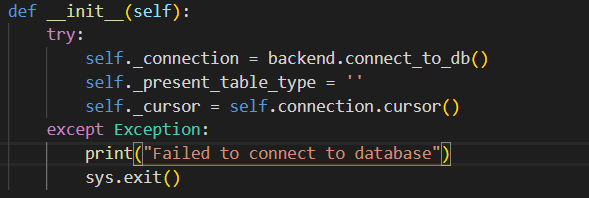 def __init__(self):
    try:
        self._connection = backend.connect_to_db()
        self._present_table_type = ''
        self._cursor = self.connection.cursor()
    except Exception:
        print("Failed to connect to database")
        sys.exit()